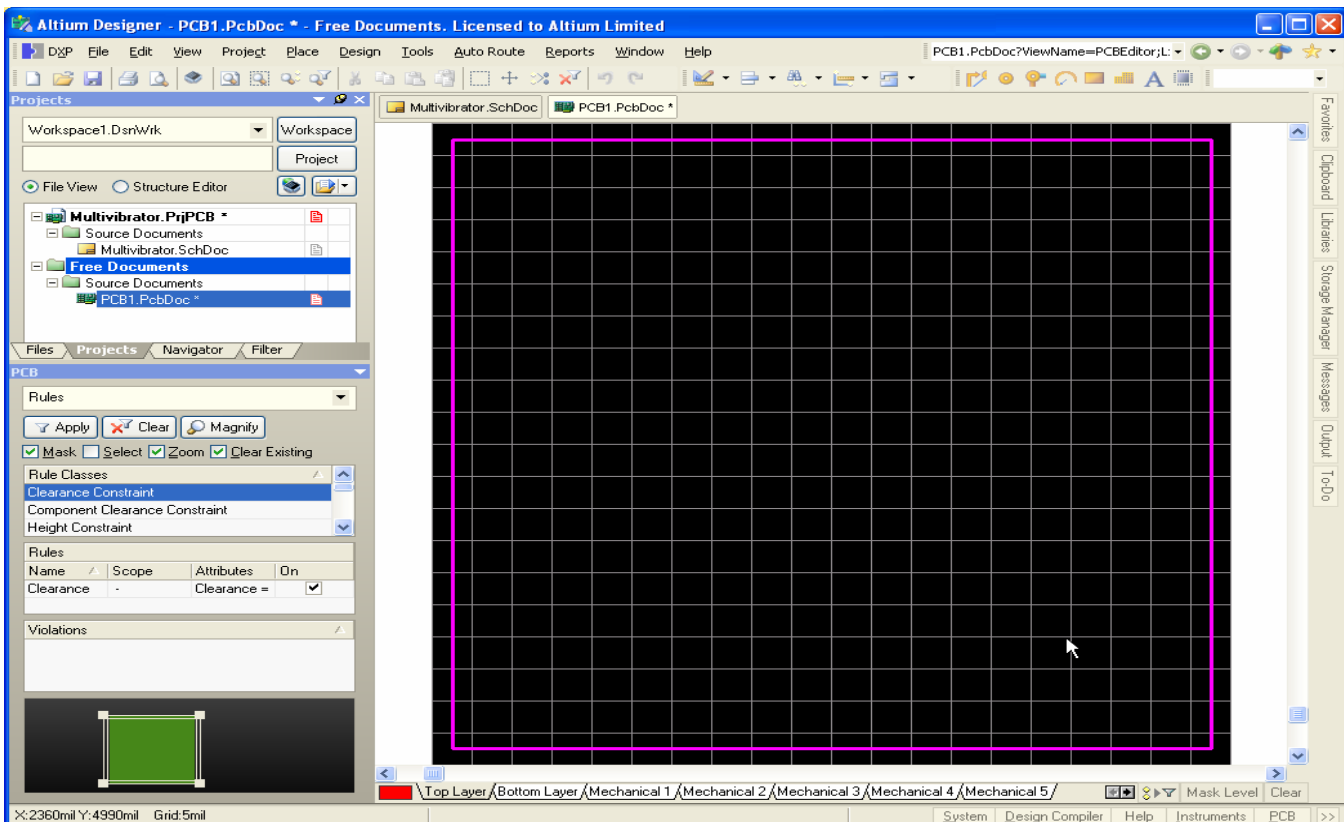 Altium Designer - PCB1.PcbDoc * - Free Documents. Licensed to Altium Limited
DXP File Edit View Project Place Design Tools Auto Route Reports Window Help PCB1.PcbDoc?ViewName=PCBEditor;L:
Projects
Multivibrator.SchDoc PCB1.PcbDoc *
Workspace1.DsnWrk Workspace
Project
File View Structure Editor
Multivibrator.PrjPCB *
Source Documents
Multivibrator.SchDoc
Free Documents
Source Documents
PCB1.PcbDoc *
Files Projects Navigator Filter
PCB
Rules
Apply Clear Magnify
Mask Select Zoom Clear Existing
Rule Classes
Clearance Constraint
Component Clearance Constraint
Height Constraint
Rules
Name Scope Attributes On
Clearance - Clearance =
Violations
Favorites
Clipboard
Libraries
Storage Manager
Messages
Output
To-Do
Top Layer Bottom Layer Mechanical 1 Mechanical 2 Mechanical 3 Mechanical 4 Mechanical 5 Mask Level Clear
X:2360mil Y:4990mil Grid:5mil System Design Compiler Help Instruments PCB >>